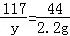 117/y = 44/2.2g